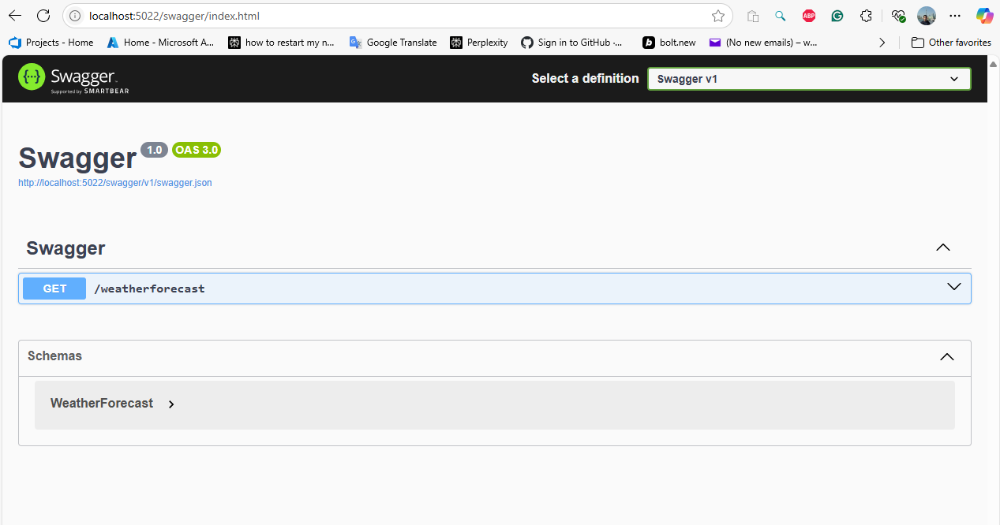 localhost:5022/swagger/index.html
ABP
Projects - Home
Home - Microsoft A...
how to restart my n...
Google Translate
Perplexity
Sign in to GitHub ·...
b
bolt.new
(No new emails) – w...
Other favorites
{···} Swagger
Supported by SMARTBEAR
Select a definition
Swagger v1
Swagger 1.0 OAS 3.0
http://localhost:5022/swagger/v1/swagger.json
Swagger
GET /weatherforecast
Schemas
WeatherForecast